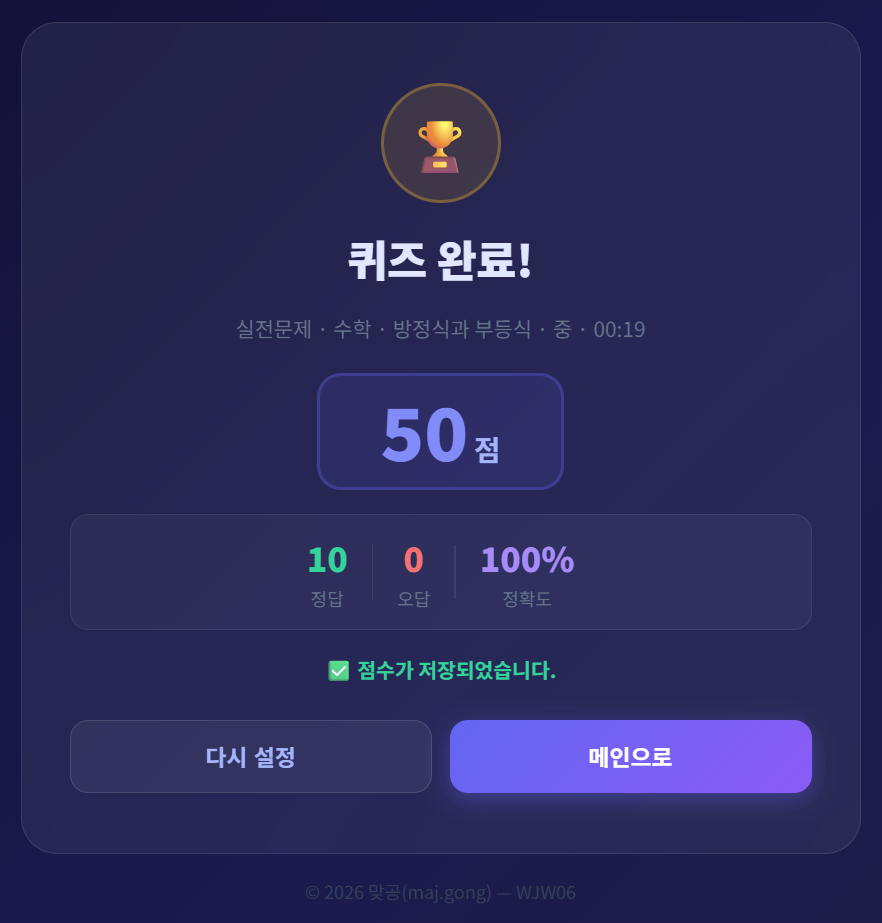 퀴즈 완료!
실전문제 · 수학 · 방정식과 부등식 · 중 · 00:19
50점
10 0 100%
정답 오답 정확도
✅ 점수가 저장되었습니다.
다시 설정 메인으로
© 2026 맞공(maj.gong) — WJW06